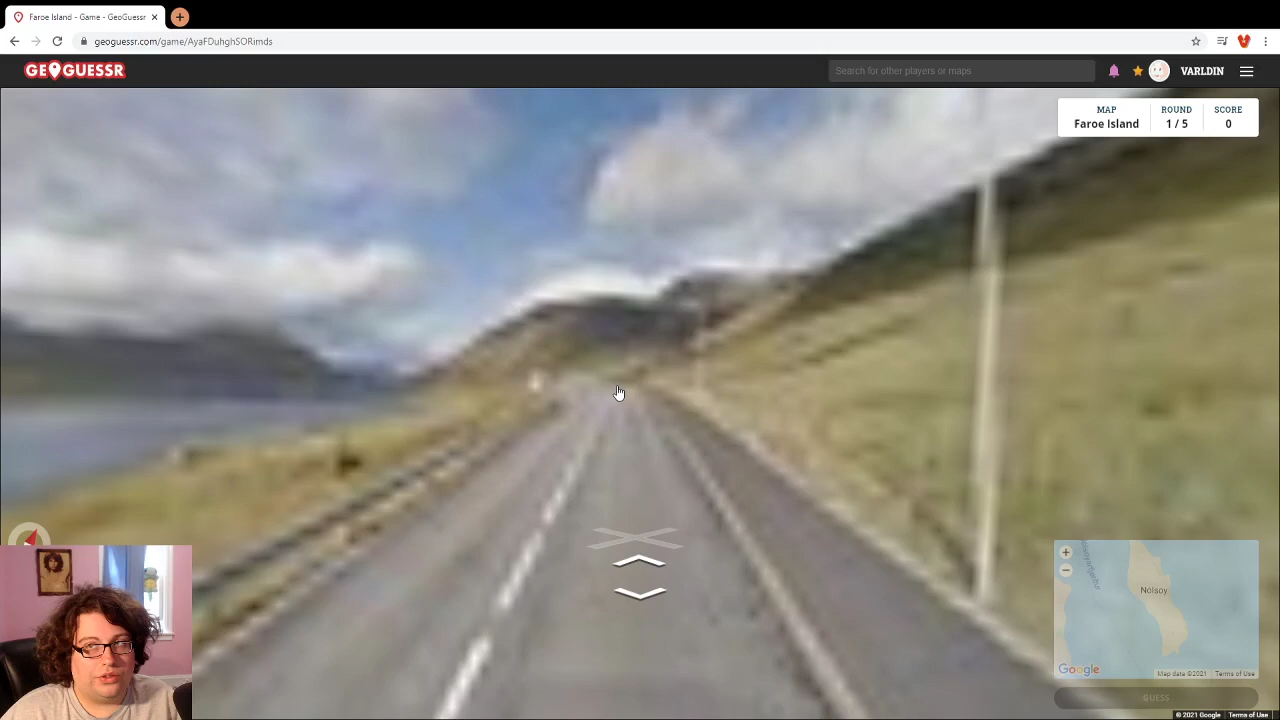 Faroe Island - Game - GeoGuessr
geoguessr.com/game/AyaFDuhghSORimds
GEOGUESSR
Search for other players or maps
VARLDIN
MAP ROUND SCORE
Faroe Island 1 / 5 0
Nólsoy
Google
Map data ©2021 Terms of Use
GUESS
© 2021 Google Terms of Use